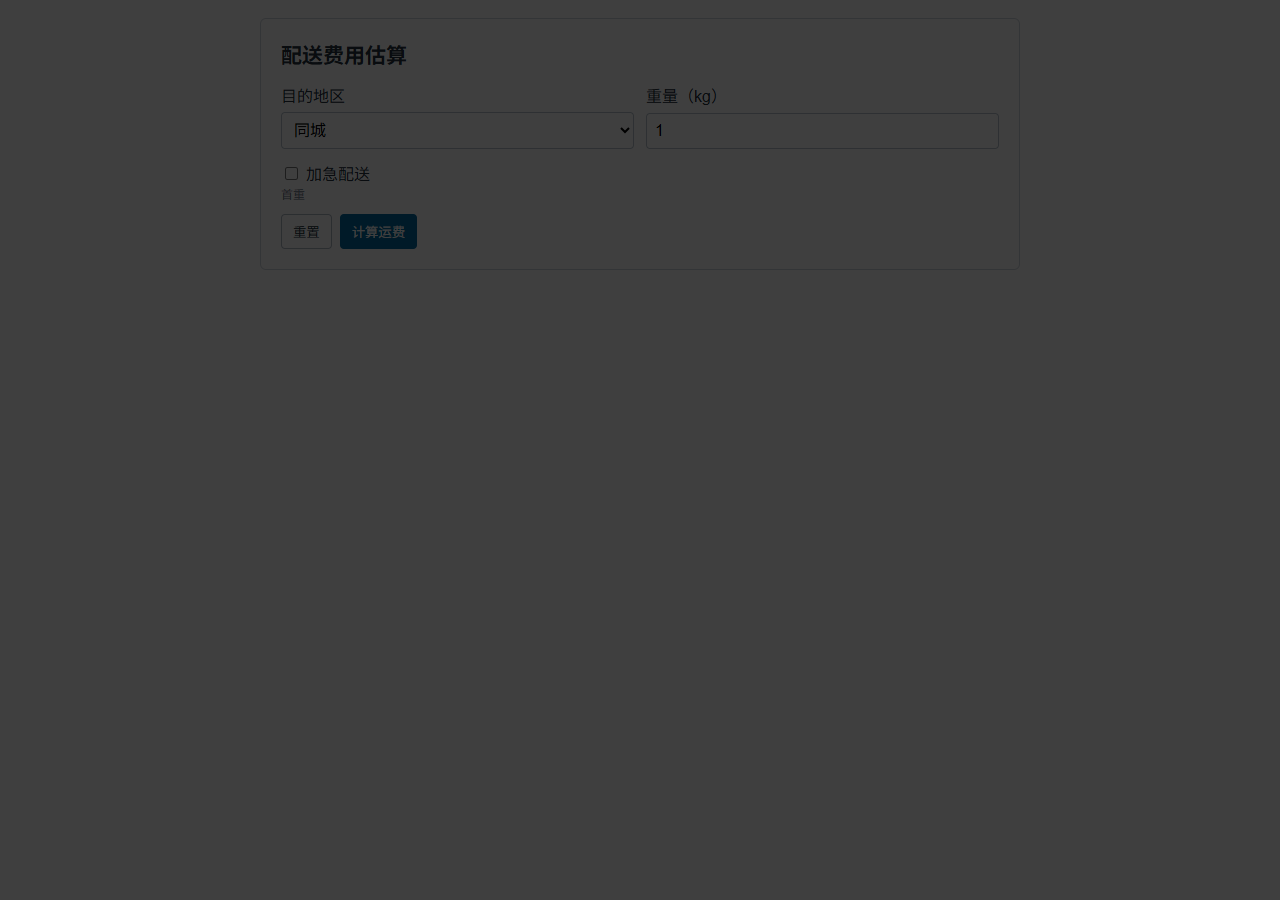 配送费用估算
目的地区
重量（kg）
同城
1
加急配送
首重
重置
计算运费